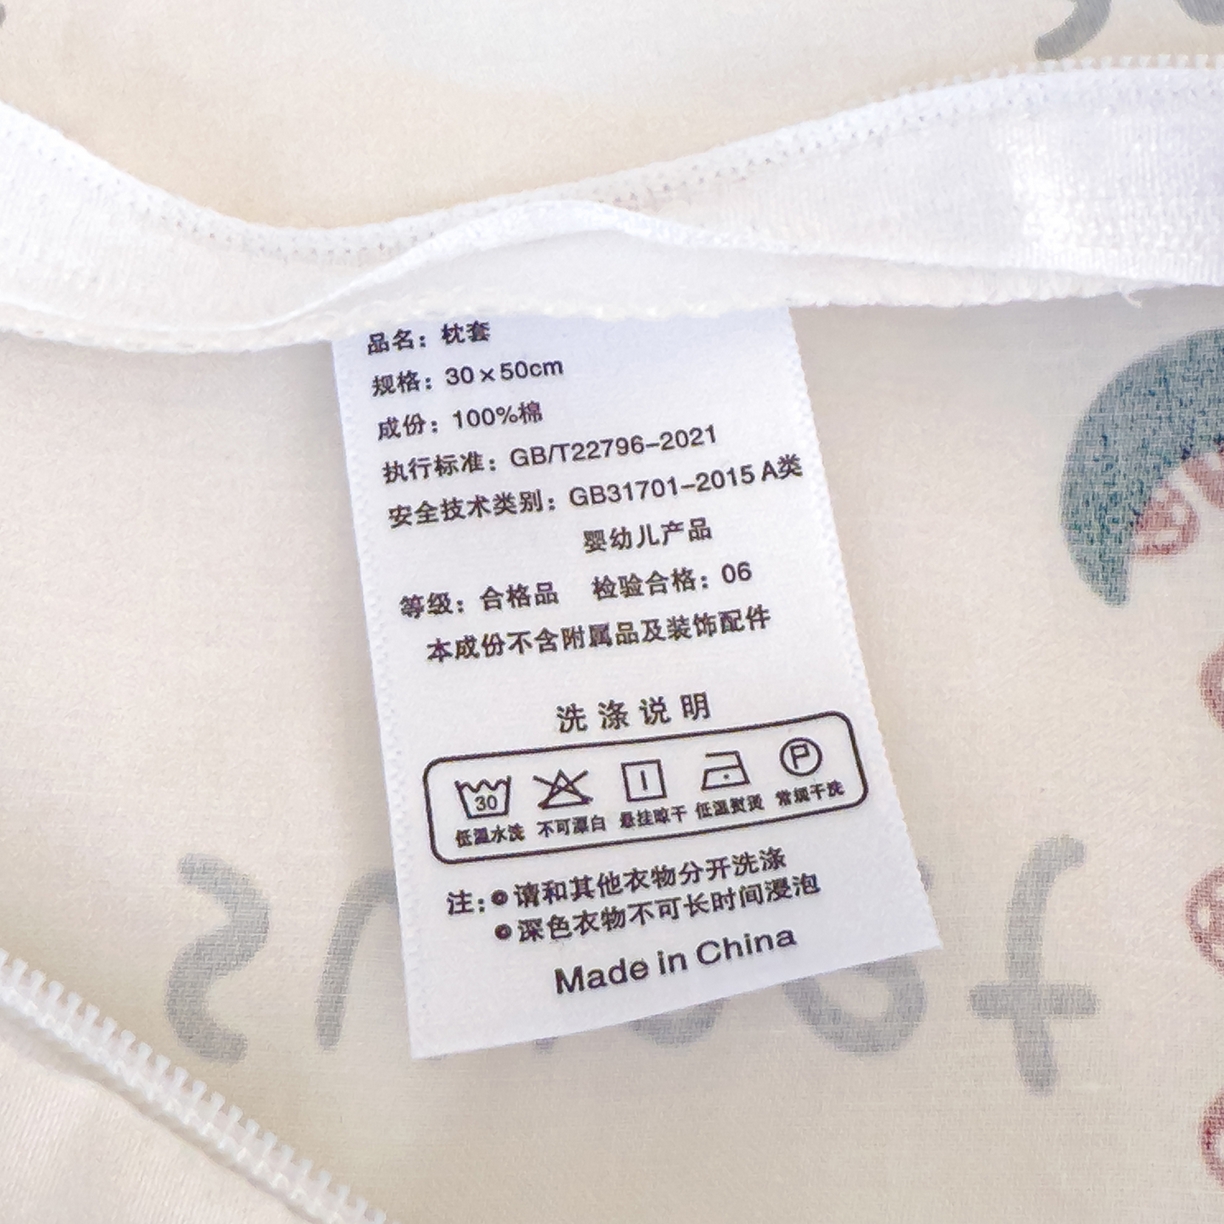 品名：枕套
规格：30×50cm
成份：100%棉
执行标准：GB/T22796-2021
安全技术类别：GB31701-2015 A类
婴幼儿产品
等级：合格品 检验合格：06
本成份不含附属品及装饰配件
洗涤说明
30 P
低温水洗 不可漂白 悬挂晾干 低温熨烫 常规干洗
注：●请和其他衣物分开洗涤
●深色衣物不可长时间浸泡
Made in China